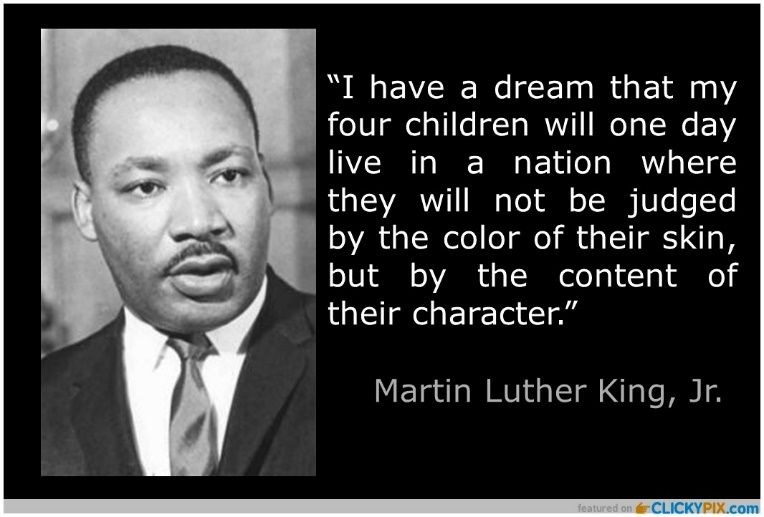 “I have a dream that my
four children will one day
live in a nation where
they will not be judged
by the color of their skin,
but by the content of
their character.”
Martin Luther King, Jr.
featured on CLICKYPIX.com